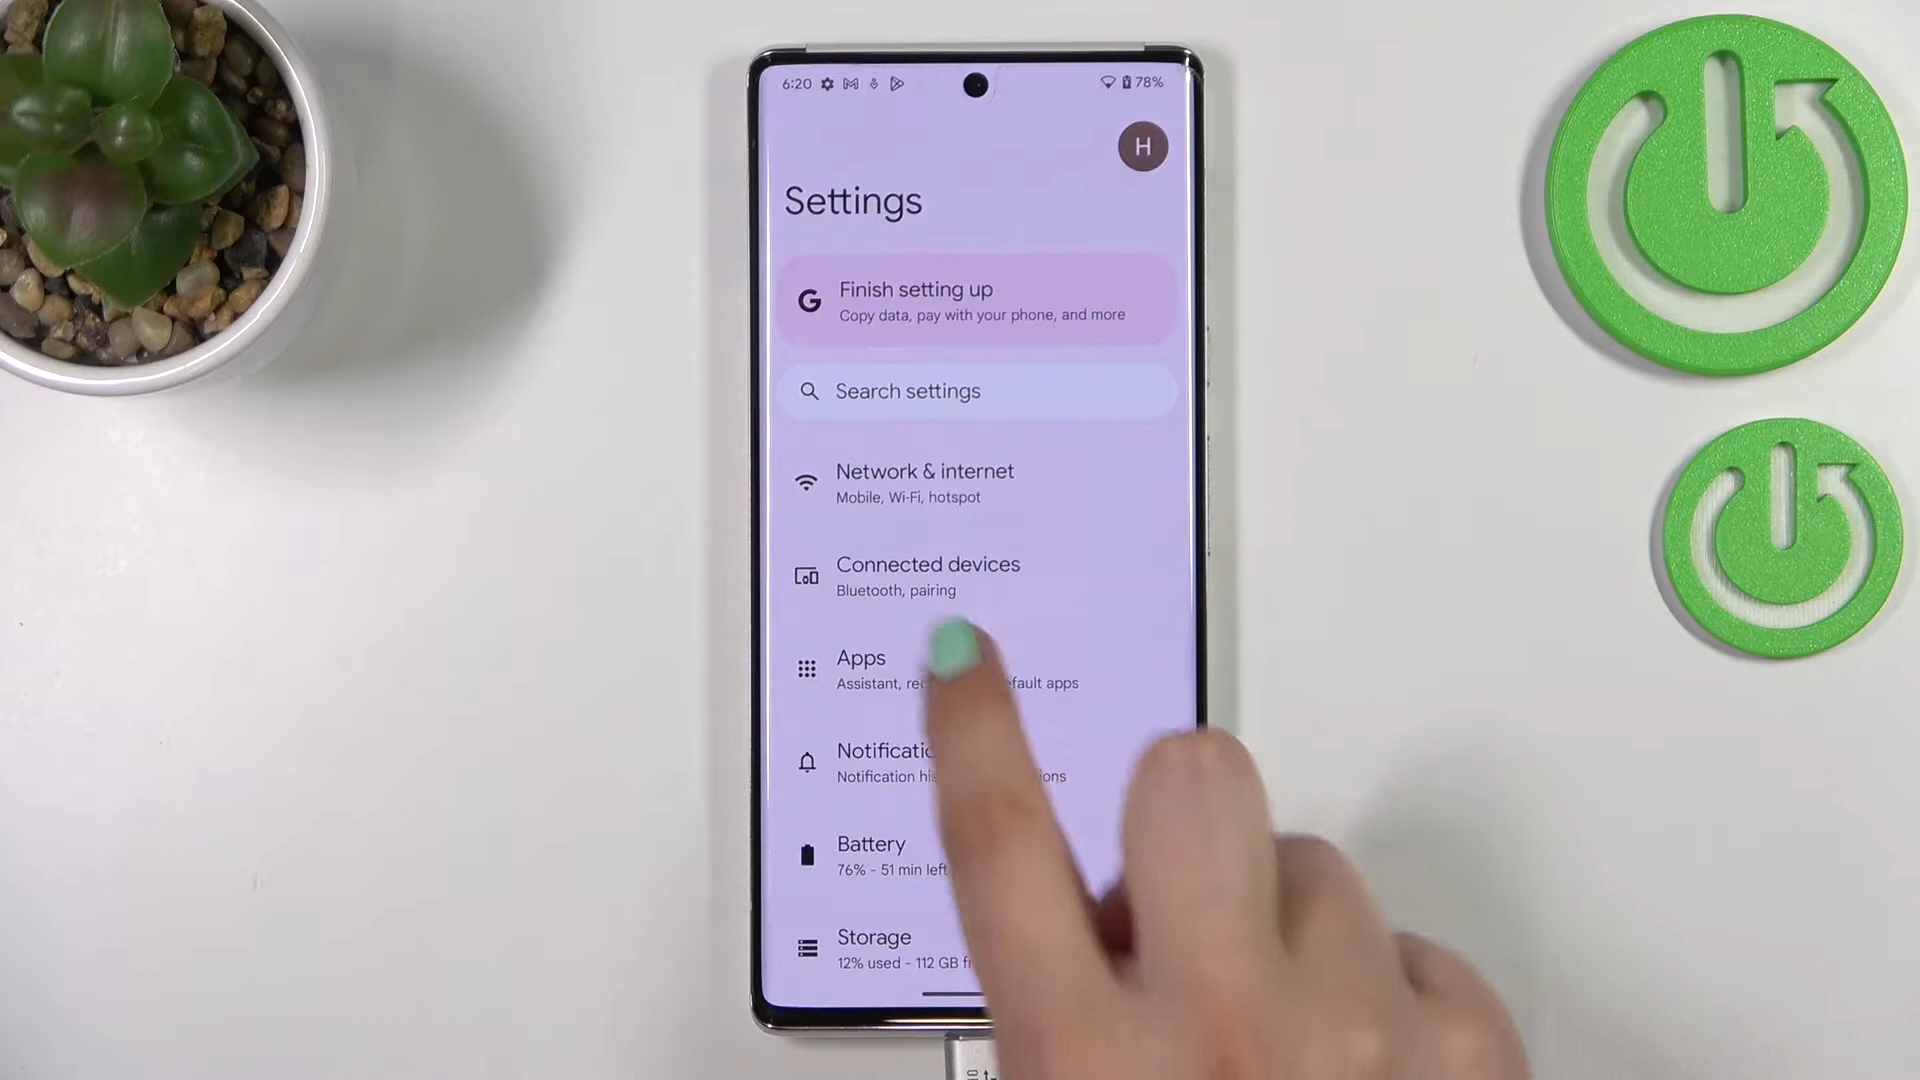 6:20 78%
H
Settings
G Finish setting up
Copy data, pay with your phone, and more
Search settings
Network & internet
Mobile, Wi-Fi, hotspot
Connected devices
Bluetooth, pairing
Apps
Assistant, apps
Battery
76% - 51 min left
Storage
12% used - 112 GB